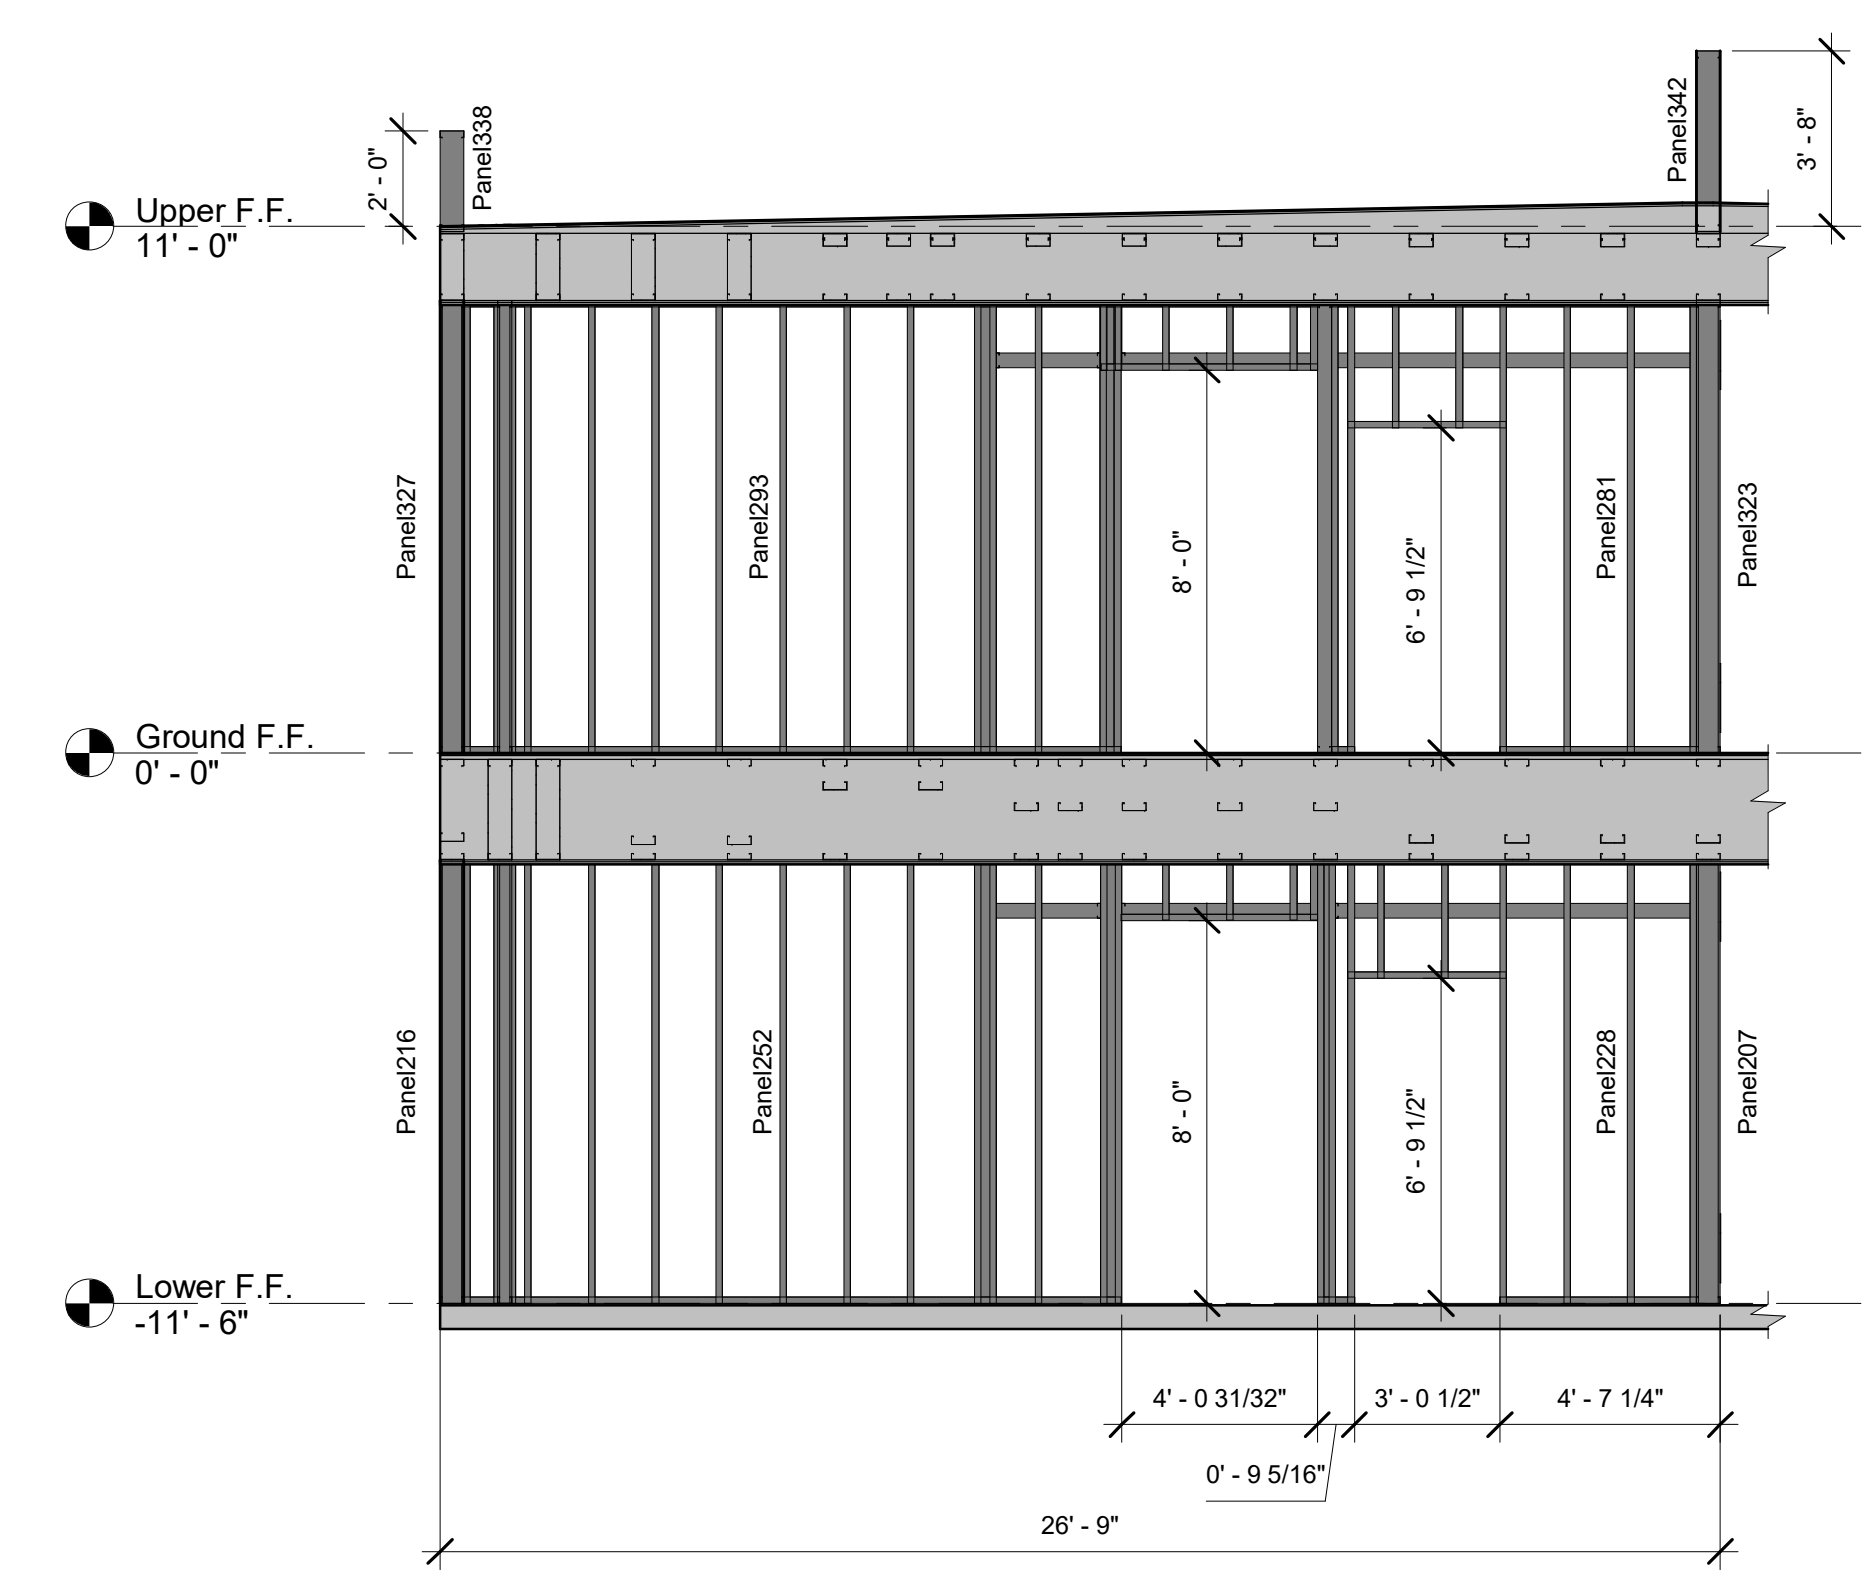 Panel338
Panel342
2' - 0"
3' - 8"
Upper F.F.
11' - 0"
Panel327
Panel293
8' - 0"
6' - 9 1/2"
Panel281
Panel323
Ground F.F.
0' - 0"
Panel216
Panel252
8' - 0"
6' - 9 1/2"
Panel228
Panel207
Lower F.F.
-11' - 6"
4' - 0 31/32"
3' - 0 1/2"
4' - 7 1/4"
0' - 9 5/16"
26' - 9"